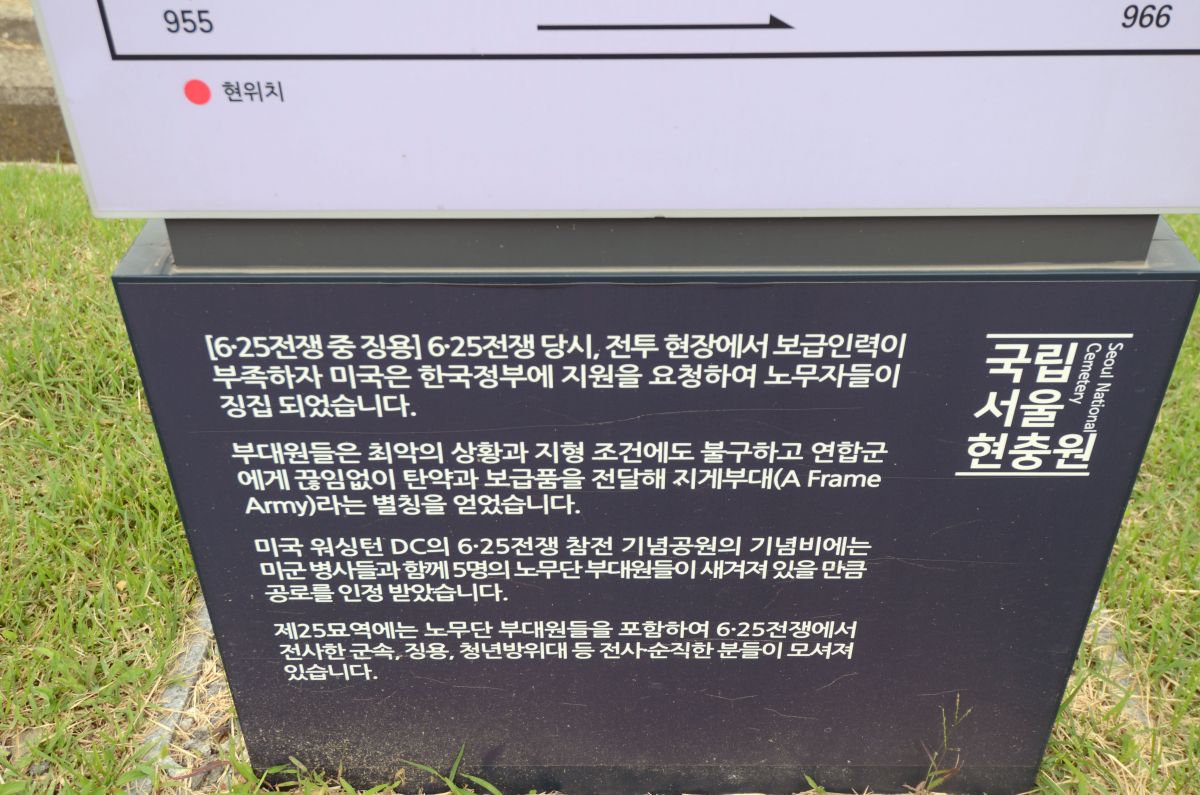 955
966
현위치
[6·25전쟁 중 징용] 6·25전쟁 당시, 전투 현장에서 보급인력이
부족하자 미국은 한국정부에 지원을 요청하여 노무자들이
징집 되었습니다.
부대원들은 최악의 상황과 지형 조건에도 불구하고 연합군
에게 끊임없이 탄약과 보급품을 전달해 지게부대(A Frame
Army)라는 별칭을 얻었습니다.
미국 워싱턴 DC의 6·25전쟁 참전 기념공원의 기념비에는
미군 병사들과 함께 5명의 노무단 부대원들이 새겨져 있을 만큼
공로를 인정 받았습니다.
제25묘역에는 노무단 부대원들을 포함하여 6·25전쟁에서
전사한 군속, 징용, 청년방위대 등 전사·순직한 분들이 모셔져
있습니다.
국립
서울
현충원
Seoul National
Cemetery